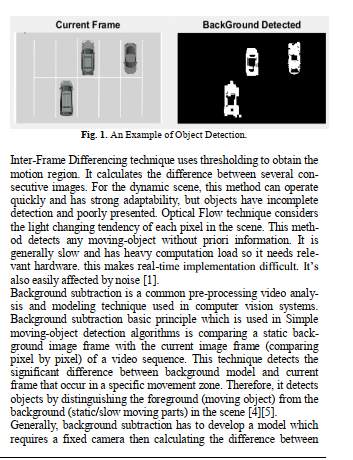 Current Frame
BackGround Detected
Fig. 1. An Example of Object Detection.
Inter-Frame Differencing technique uses thresholding to obtain the
motion region. It calculates the difference between several con-
secutive images. For the dynamic scene, this method can operate
quickly and has strong adaptability, but objects have incomplete
detection and poorly presented. Optical Flow technique considers
the light changing tendency of each pixel in the scene. This meth-
od detects any moving-object without priori information. It is
generally slow and has heavy computation load so it needs rele-
vant hardware. this makes real-time implementation difficult. It's
also easily affected by noise [1].
Background subtraction is a common pre-processing video analy-
sis and modeling technique used in computer vision systems.
Background subtraction basic principle which is used in Simple
moving-object detection algorithms is comparing a static back-
ground image frame with the current image frame (comparing
pixel by pixel) of a video sequence. This technique detects the
significant difference between background model and current
frame that occur in a specific movement zone. Therefore, it detects
objects by distinguishing the foreground (moving object) from the
background (static/slow moving parts) in the scene [4][5].
Generally, background subtraction has to develop a model which
requires a fixed camera then calculating the difference between